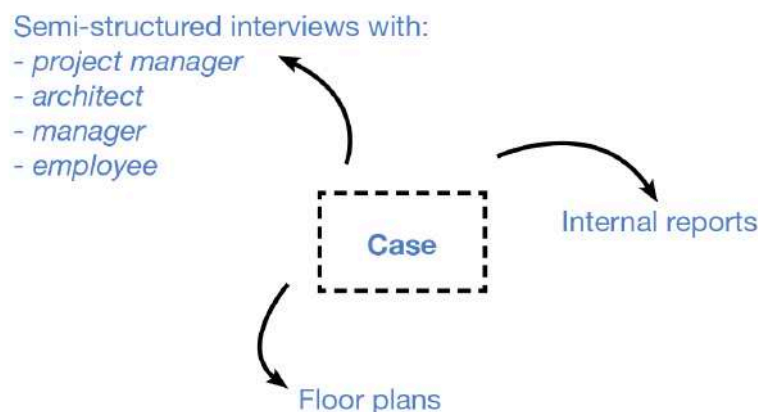 Semi-structured interviews with:
- project manager
- architect
- manager
- employee
Internal reports
Case
Floor plans